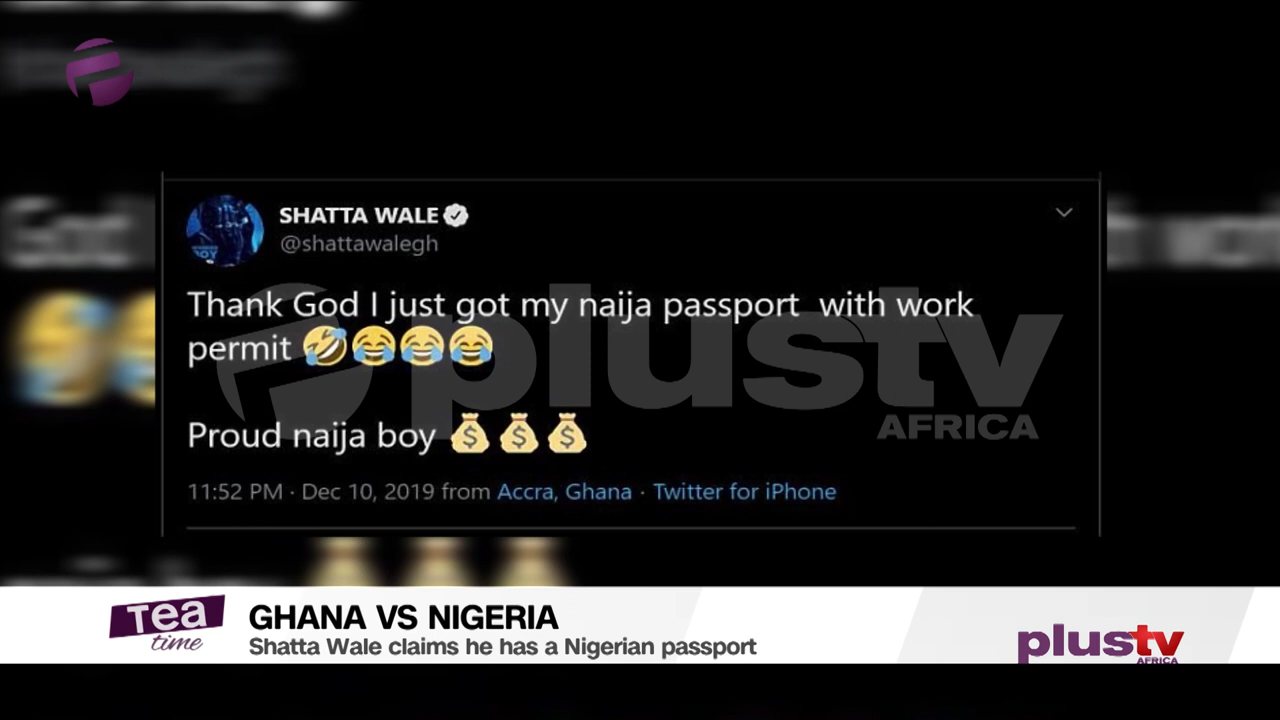 SHATTA WALE
@shattawalegh
Thank God I just got my naija passport with work
permit 🤣😂😂😂
Proud naija boy 💰💰💰
11:52 PM · Dec 10, 2019 from Accra, Ghana · Twitter for iPhone
plustv
AFRICA
Tea
time
GHANA VS NIGERIA
Shatta Wale claims he has a Nigerian passport
plustv
AFRICA